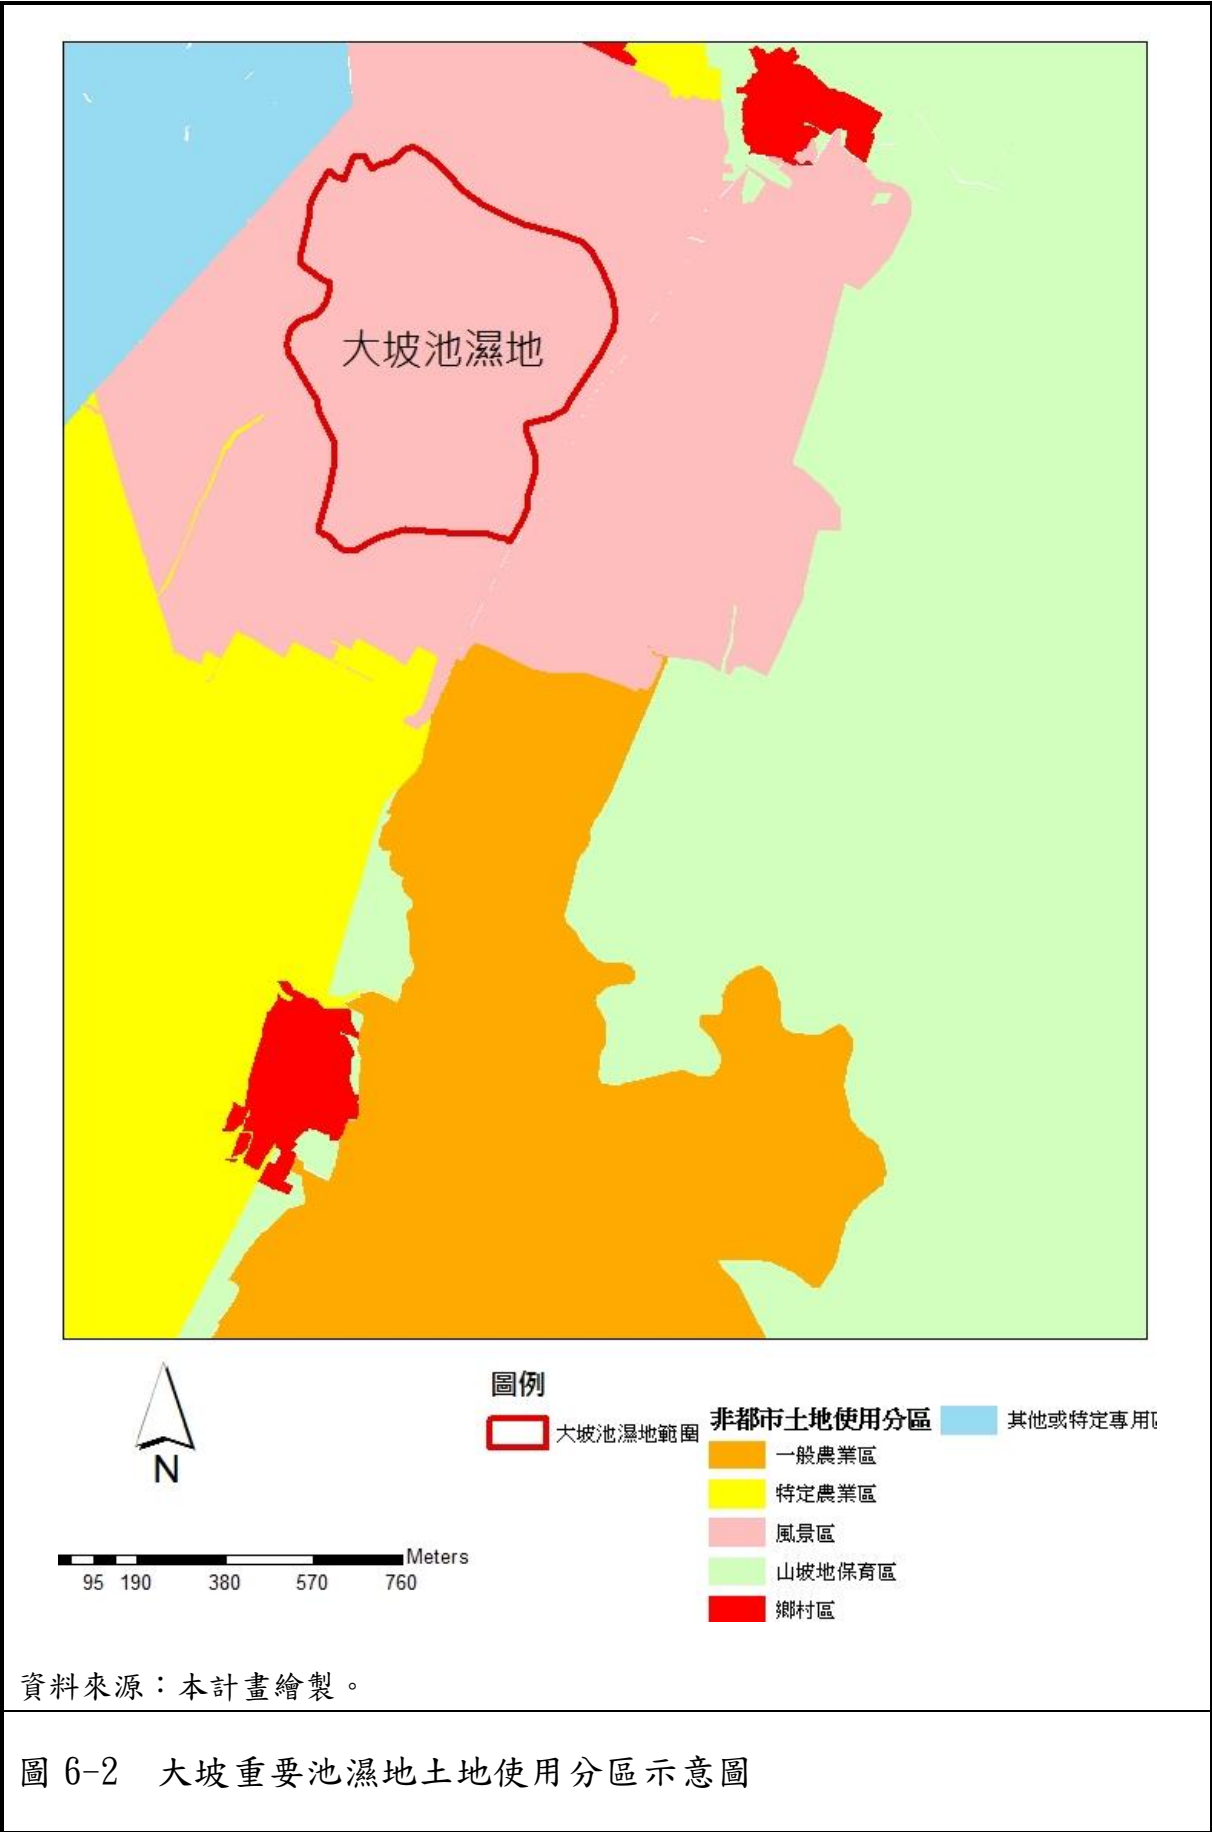 大坡池濕地
N
圖例
大坡池濕地範圍
非都市土地使用分區
一般農業區
特定農業區
風景區
山坡地保育區
鄉村區
其他或特定專用
Meters
95 190 380 570 760
資料來源：本計畫繪製。
圖 6-2 大坡重要池濕地土地使用分區示意圖